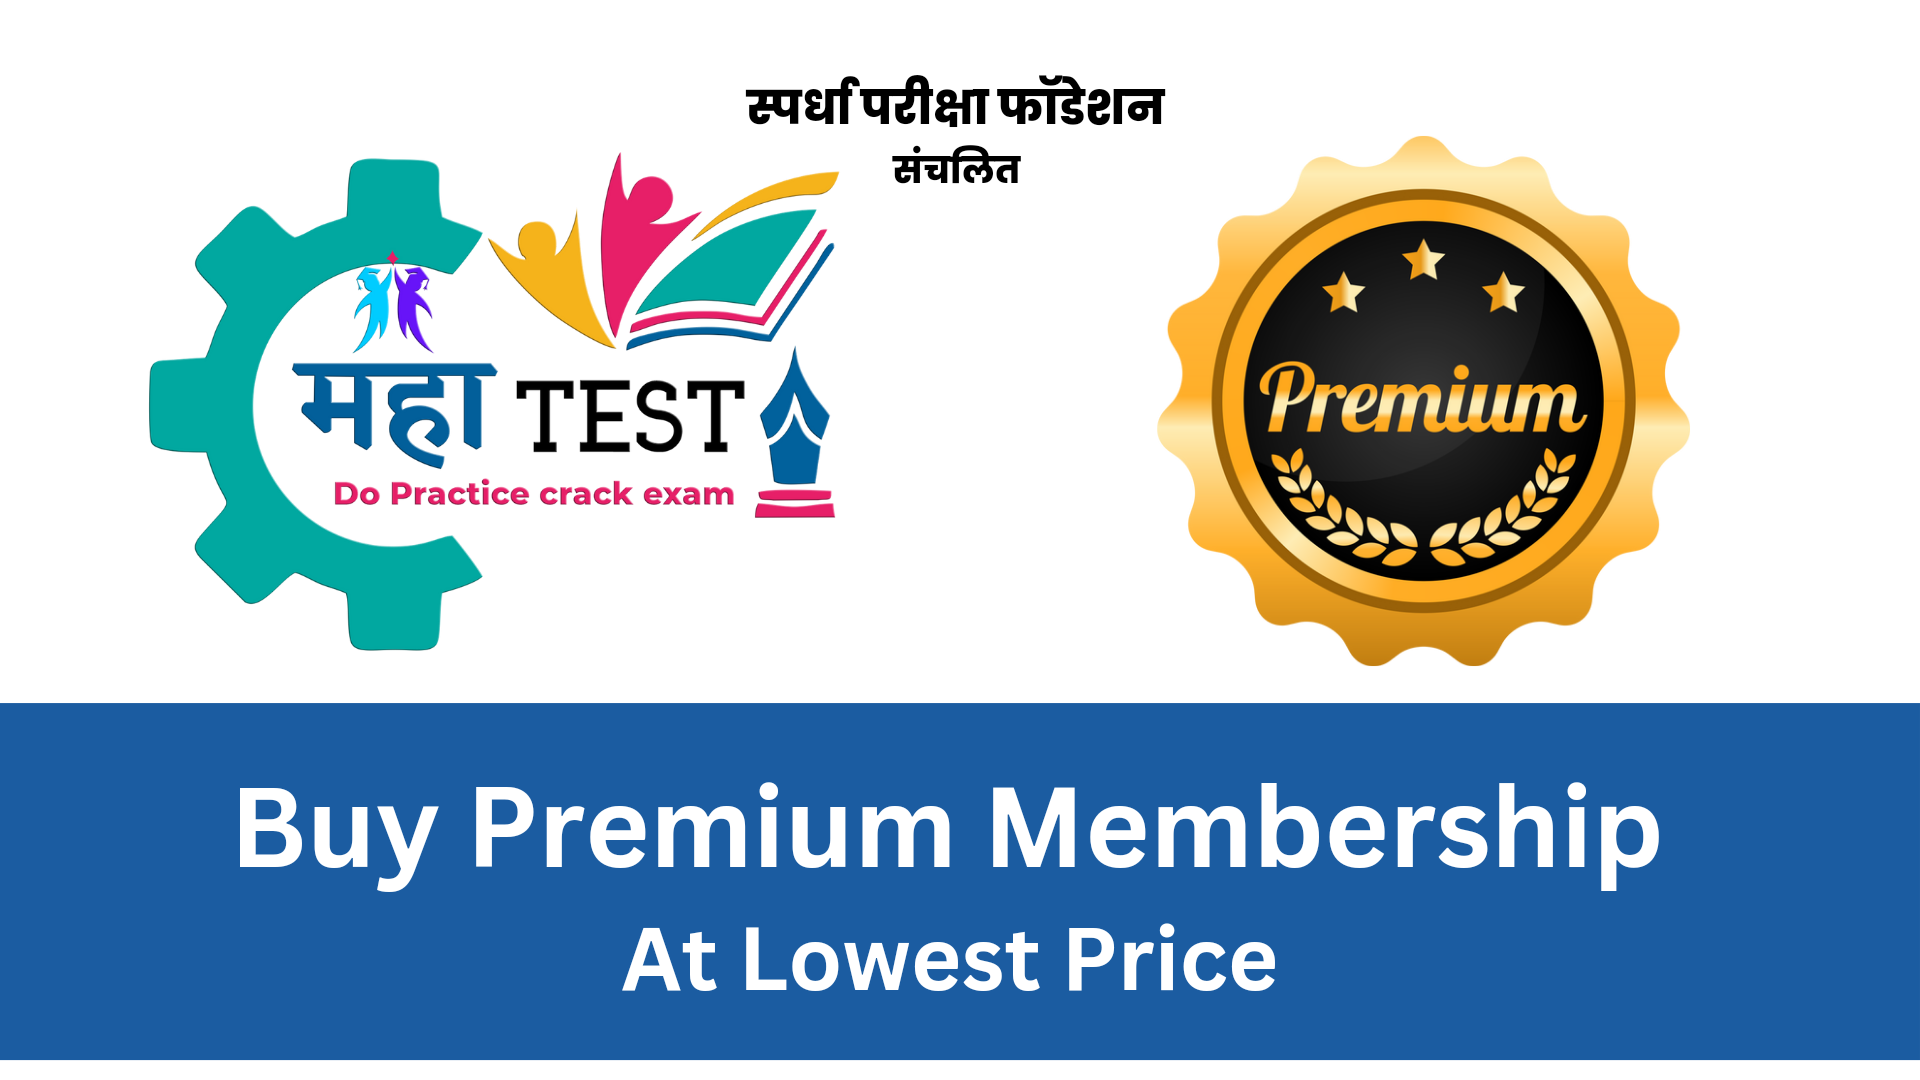 स्पर्धा परीक्षा फॉडेशन
संचलित
महा TEST
Do Practice crack exam
Premium
Buy Premium Membership
At Lowest Price